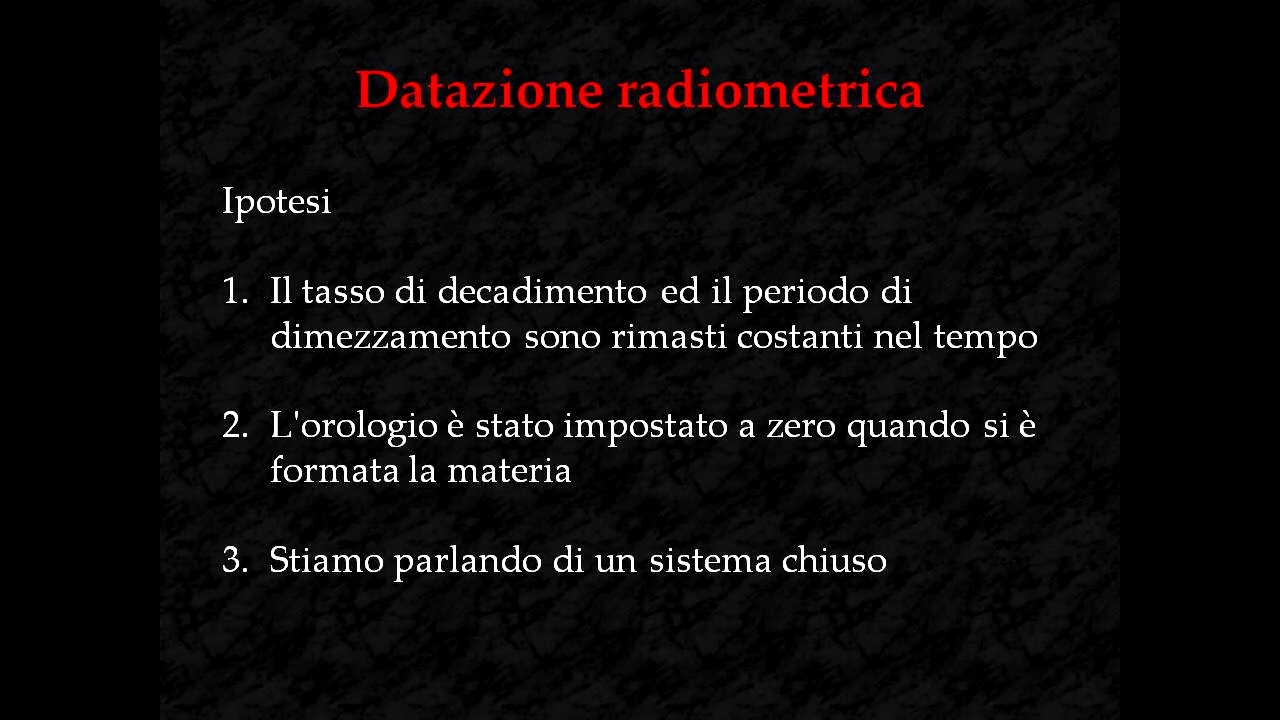 Datazione radiometrica
Ipotesi
1. Il tasso di decadimento ed il periodo di
dimezzamento sono rimasti costanti nel tempo
2. L'orologio è stato impostato a zero quando si è
formata la materia
3. Stiamo parlando di un sistema chiuso